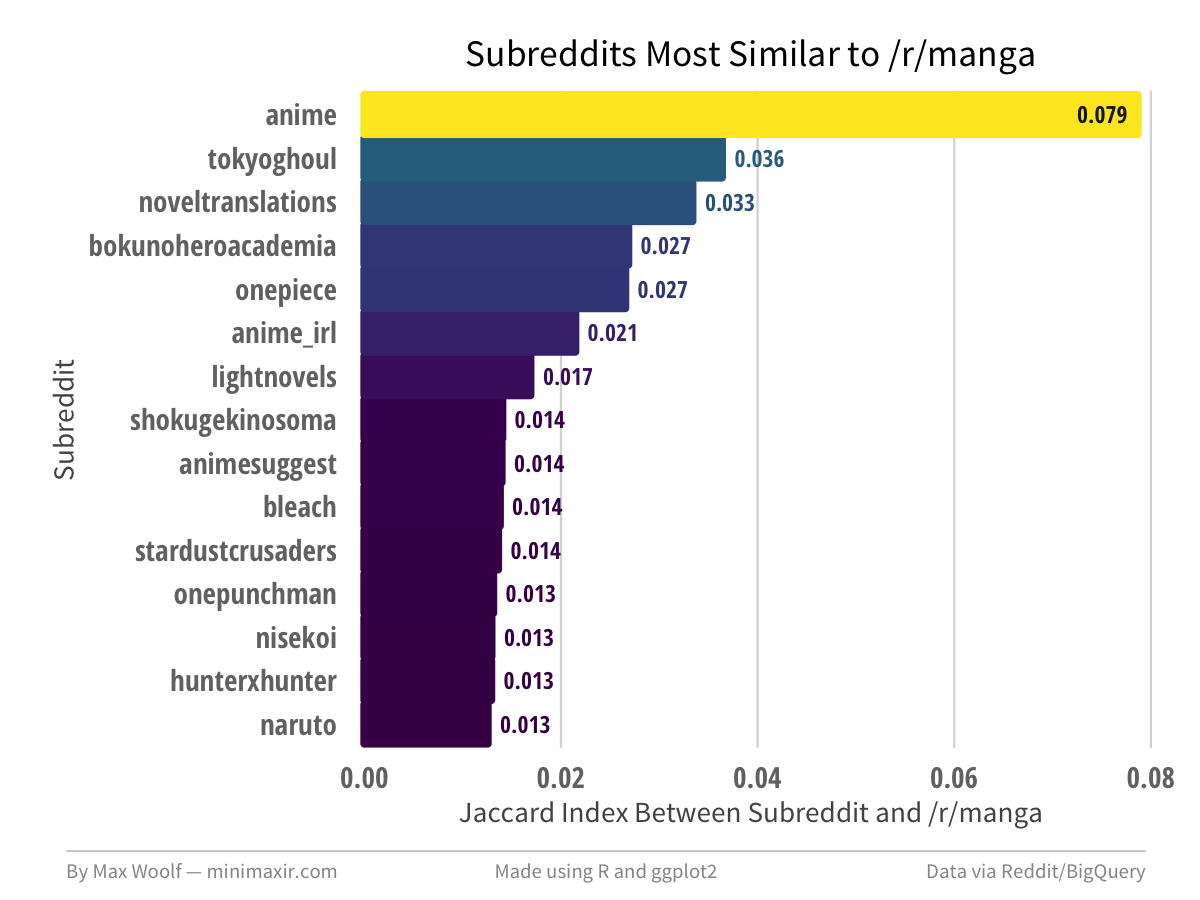 Subreddits Most Similar to /r/manga
anime 0.079
tokyoghoul 0.036
noveltranslations 0.033
bokunoheroacademia 0.027
onepiece 0.027
anime_irl 0.021
lightnovels 0.017
shokugekinosoma 0.014
animesuggest 0.014
bleach 0.014
stardustcrusaders 0.014
onepunchman 0.013
nisekoi 0.013
hunterxhunter 0.013
naruto 0.013
Subreddit
0.00 0.02 0.04 0.06 0.08
Jaccard Index Between Subreddit and /r/manga
By Max Woolf — minimaxir.com Made using R and ggplot2 Data via Reddit/BigQuery